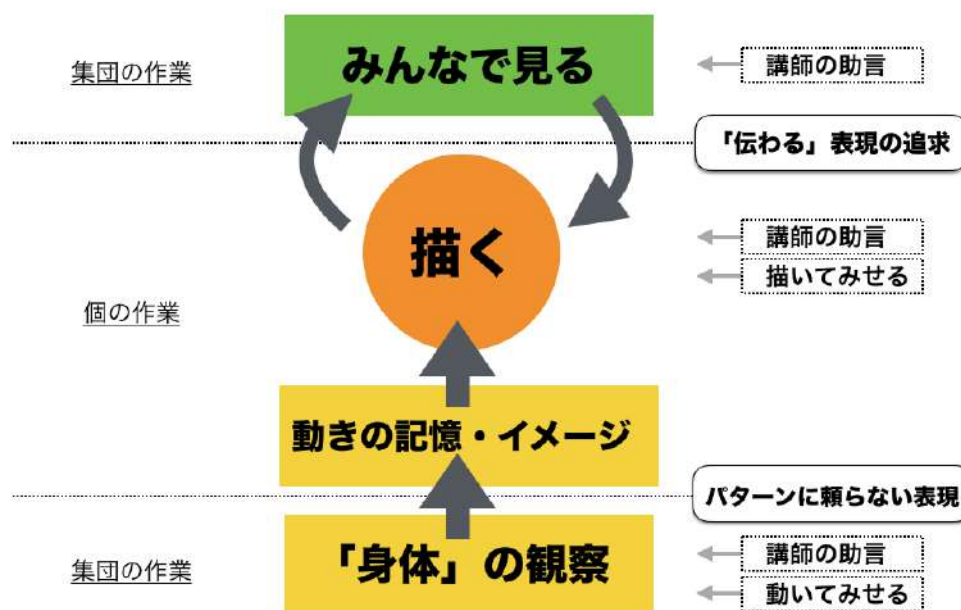 集団の作業
みんなで見る
講師の助言
「伝わる」表現の追求
描く
講師の助言
描いてみせる
個の作業
動きの記憶・イメージ
パターンに頼らない表現
集団の作業
「身体」の観察
講師の助言
動いてみせる